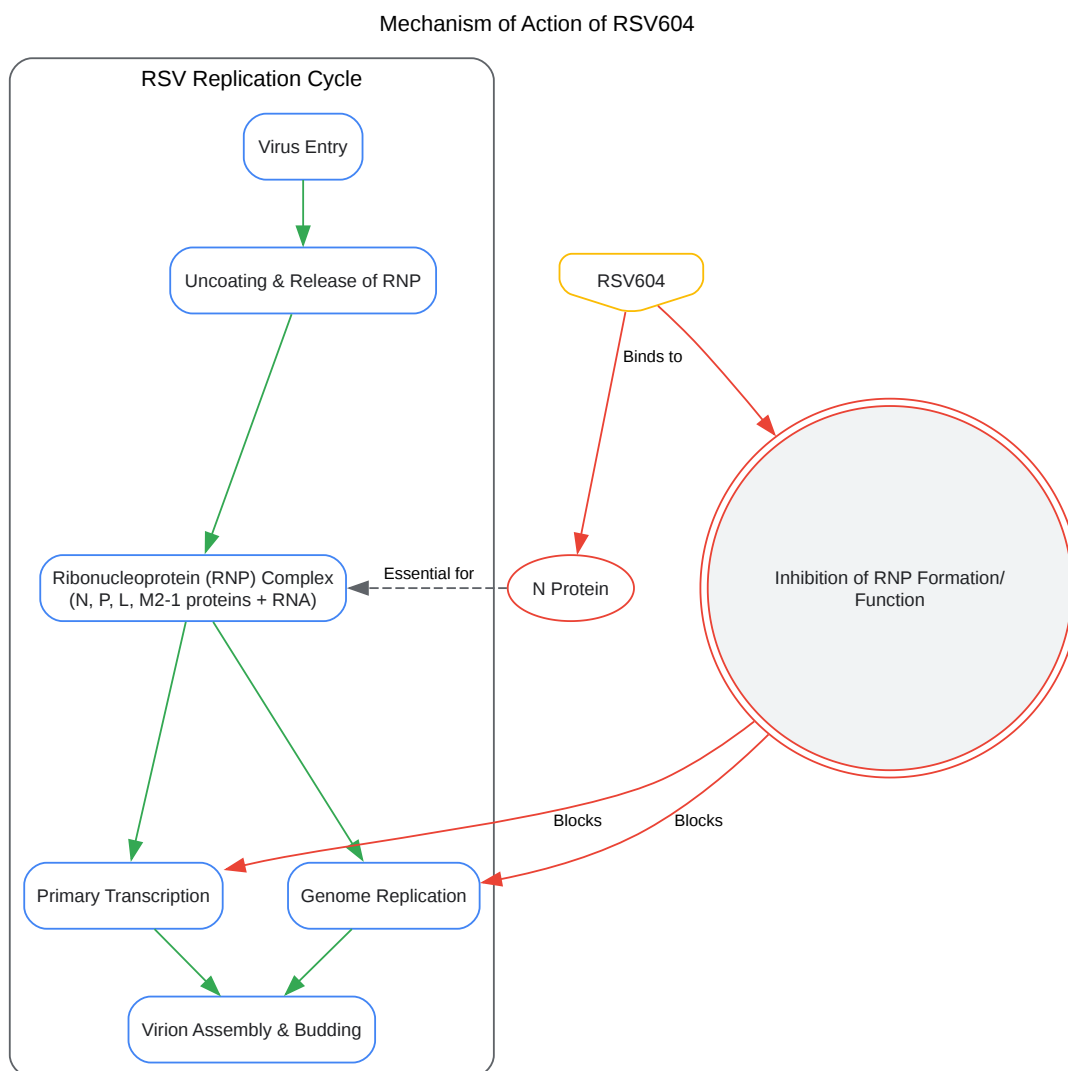 Mechanism of Action of RSV604
RSV Replication Cycle
Virus Entry
Uncoating & Release of RNP
RSV604
Binds to
Ribonucleoprotein (RNP) Complex
(N, P, L, M2-1 proteins + RNA)
Essential for
N Protein
Inhibition of RNP Formation/
Function
Blocks
Blocks
Primary Transcription
Genome Replication
Virion Assembly & Budding